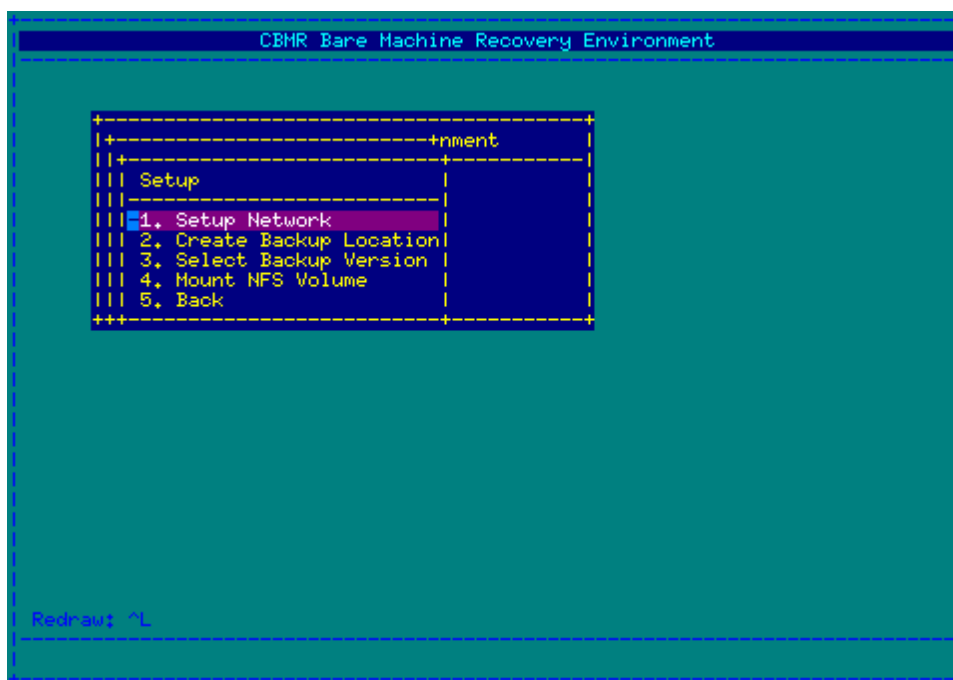 CBMR Bare Machine Recovery Environment
nment
Setup
1. Setup Network
2. Create Backup Location
3. Select Backup Version
4. Mount NFS Volume
5. Back
Redraw: ^L